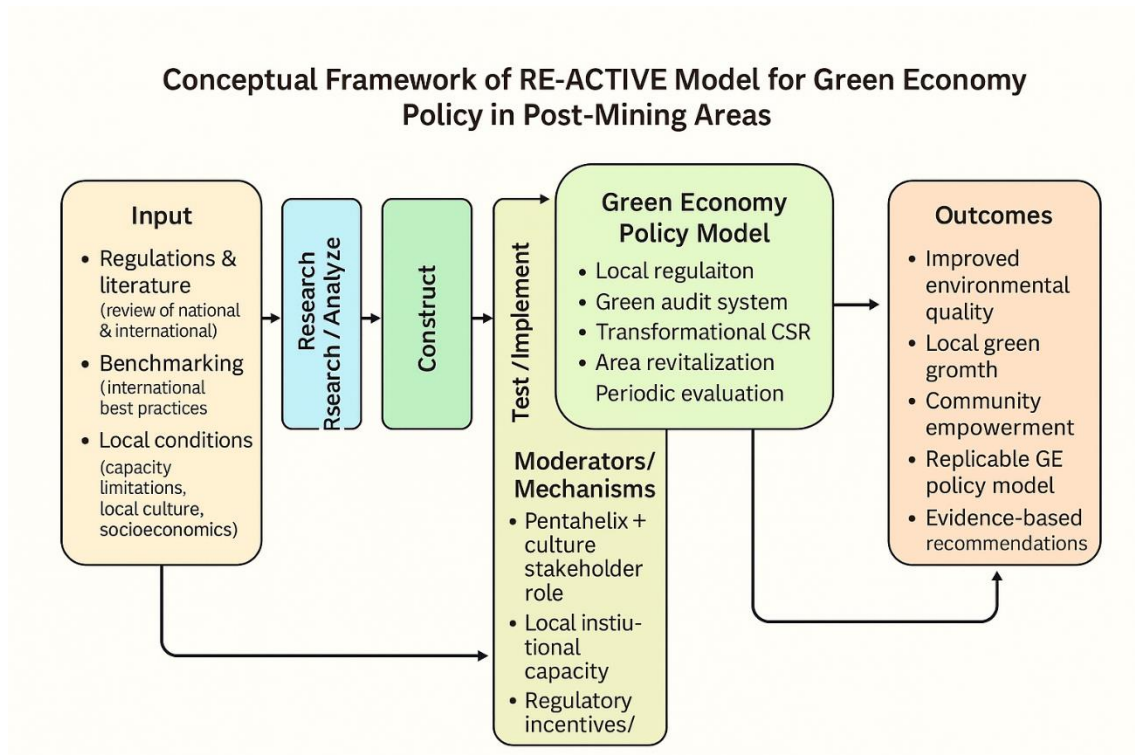 Conceptual Framework of RE-ACTIVE Model for Green Economy
Policy in Post-Mining Areas
Input
• Regulations &
literature
(review of national
& international)
• Benchmarking
(international
best practices
• Local conditions
(capacity
limitations,
local culture,
socioeconomics)
Research
Rsearch / Analyze
Construct
Test / Implement
Green Economy
Policy Model
• Local regulaiton
• Green audit system
• Transformational CSR
• Area revitalization
Periodic evaluation
Moderators/
Mechanisms
• Pentahelix +
culture
stakeholder
role
• Local instiu-
tional
capacity
• Regulatory
incentives/
Outcomes
• Improved
environmental
quality
• Local green
gromth
• Community
empowerment
• Replicable GE
policy model
• Evidence-based
recommendations